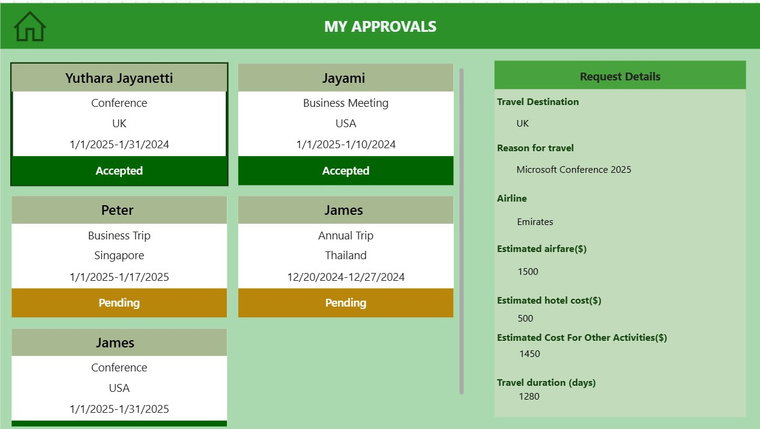 MY APPROVALS
Yuthara Jayanetti
Conference
UK
1/1/2025-1/31/2024
Accepted
Jayami
Business Meeting
USA
1/1/2025-1/10/2024
Accepted
Peter
Business Trip
Singapore
1/1/2025-1/17/2025
Pending
James
Annual Trip
Thailand
12/20/2024-12/27/2024
Pending
James
Conference
USA
1/1/2025-1/31/2025
Request Details
Travel Destination
UK
Reason for travel
Microsoft Conference 2025
Airline
Emirates
Estimated airfare($)
1500
Estimated hotel cost($)
500
Estimated Cost For Other Activities($)
1450
Travel duration (days)
1280